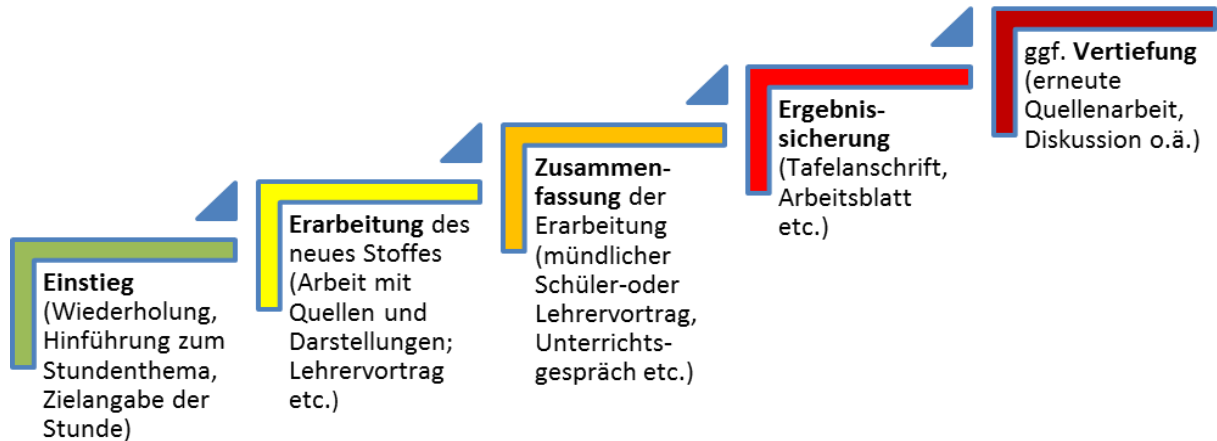 Einstieg
(Wiederholung,
Hinführung zum
Stundenthema,
Zielangabe der
Stunde)
Erarbeitung des
neues Stoffes
(Arbeit mit
Quellen und
Darstellungen;
Lehrervortrag
etc.)
Zusammen-
fassung der
Erarbeitung
(mündlicher
Schüler-oder
Lehrervortrag,
Unterrichts-
gespräch etc.)
Ergebnis-
sicherung
(Tafelanschrift,
Arbeitsblatt
etc.)
ggf. Vertiefung
(erneute
Quellenarbeit,
Diskussion o.ä.)